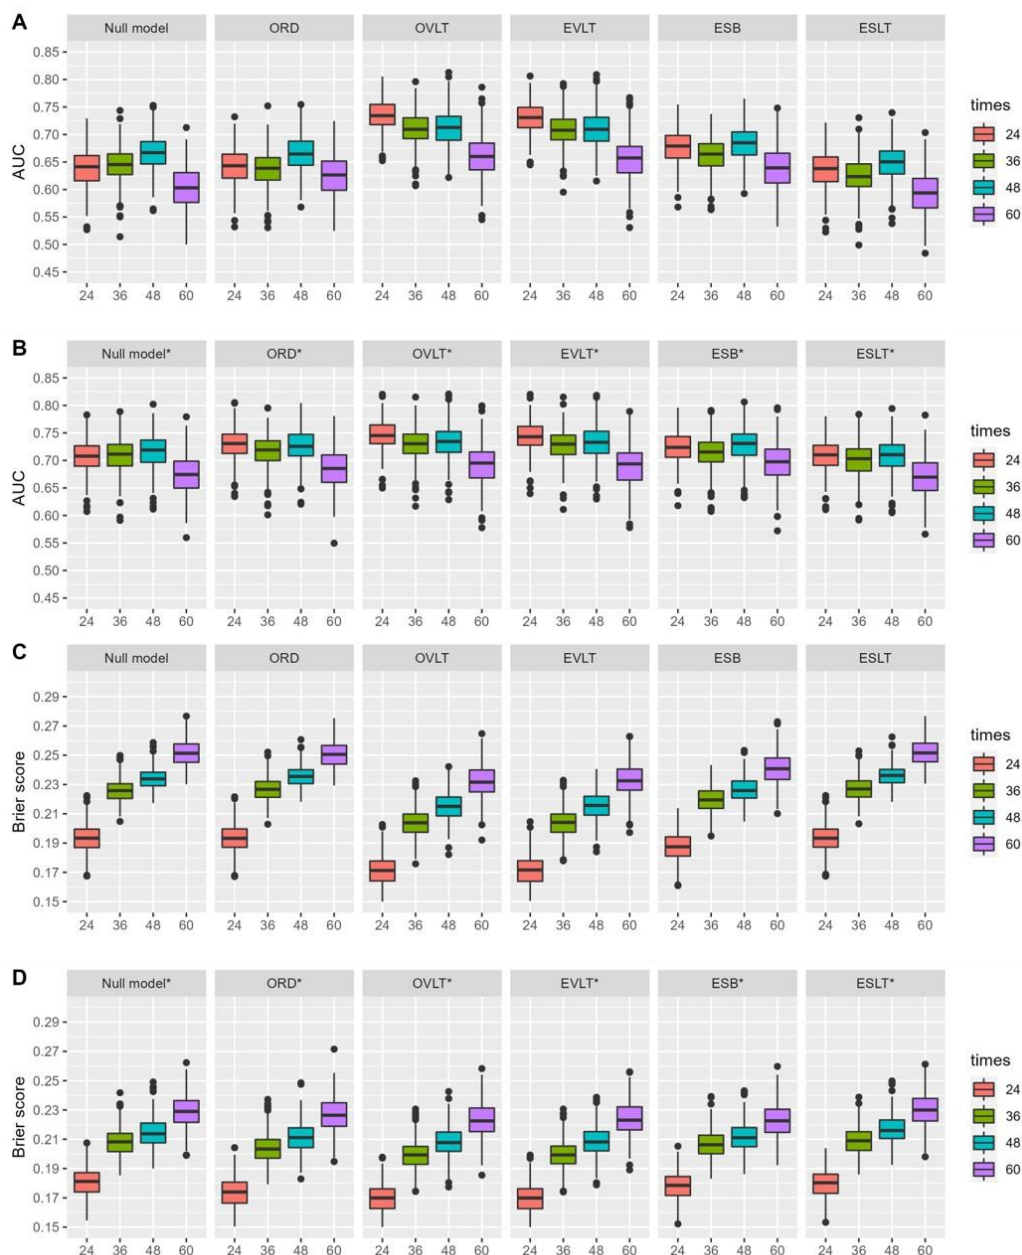 A
Null model ORD OVLT EVLT ESB ESLT
0.85
0.80
0.75
0.70
0.65
0.60
0.55
0.50
0.45
AUC
24 36 48 60 24 36 48 60 24 36 48 60 24 36 48 60 24 36 48 60 24 36 48 60
times
24
36
48
60
B
Null model* ORD* OVLT* EVLT* ESB* ESLT*
0.85
0.80
0.75
0.70
0.65
0.60
0.55
0.50
0.45
AUC
24 36 48 60 24 36 48 60 24 36 48 60 24 36 48 60 24 36 48 60 24 36 48 60
times
24
36
48
60
C
Null model ORD OVLT EVLT ESB ESLT
0.29
0.27
0.25
0.23
0.21
0.19
0.17
0.15
Brier score
24 36 48 60 24 36 48 60 24 36 48 60 24 36 48 60 24 36 48 60 24 36 48 60
times
24
36
48
60
D
Null model* ORD* OVLT* EVLT* ESB* ESLT*
0.29
0.27
0.25
0.23
0.21
0.19
0.17
0.15
Brier score
24 36 48 60 24 36 48 60 24 36 48 60 24 36 48 60 24 36 48 60 24 36 48 60
times
24
36
48
60